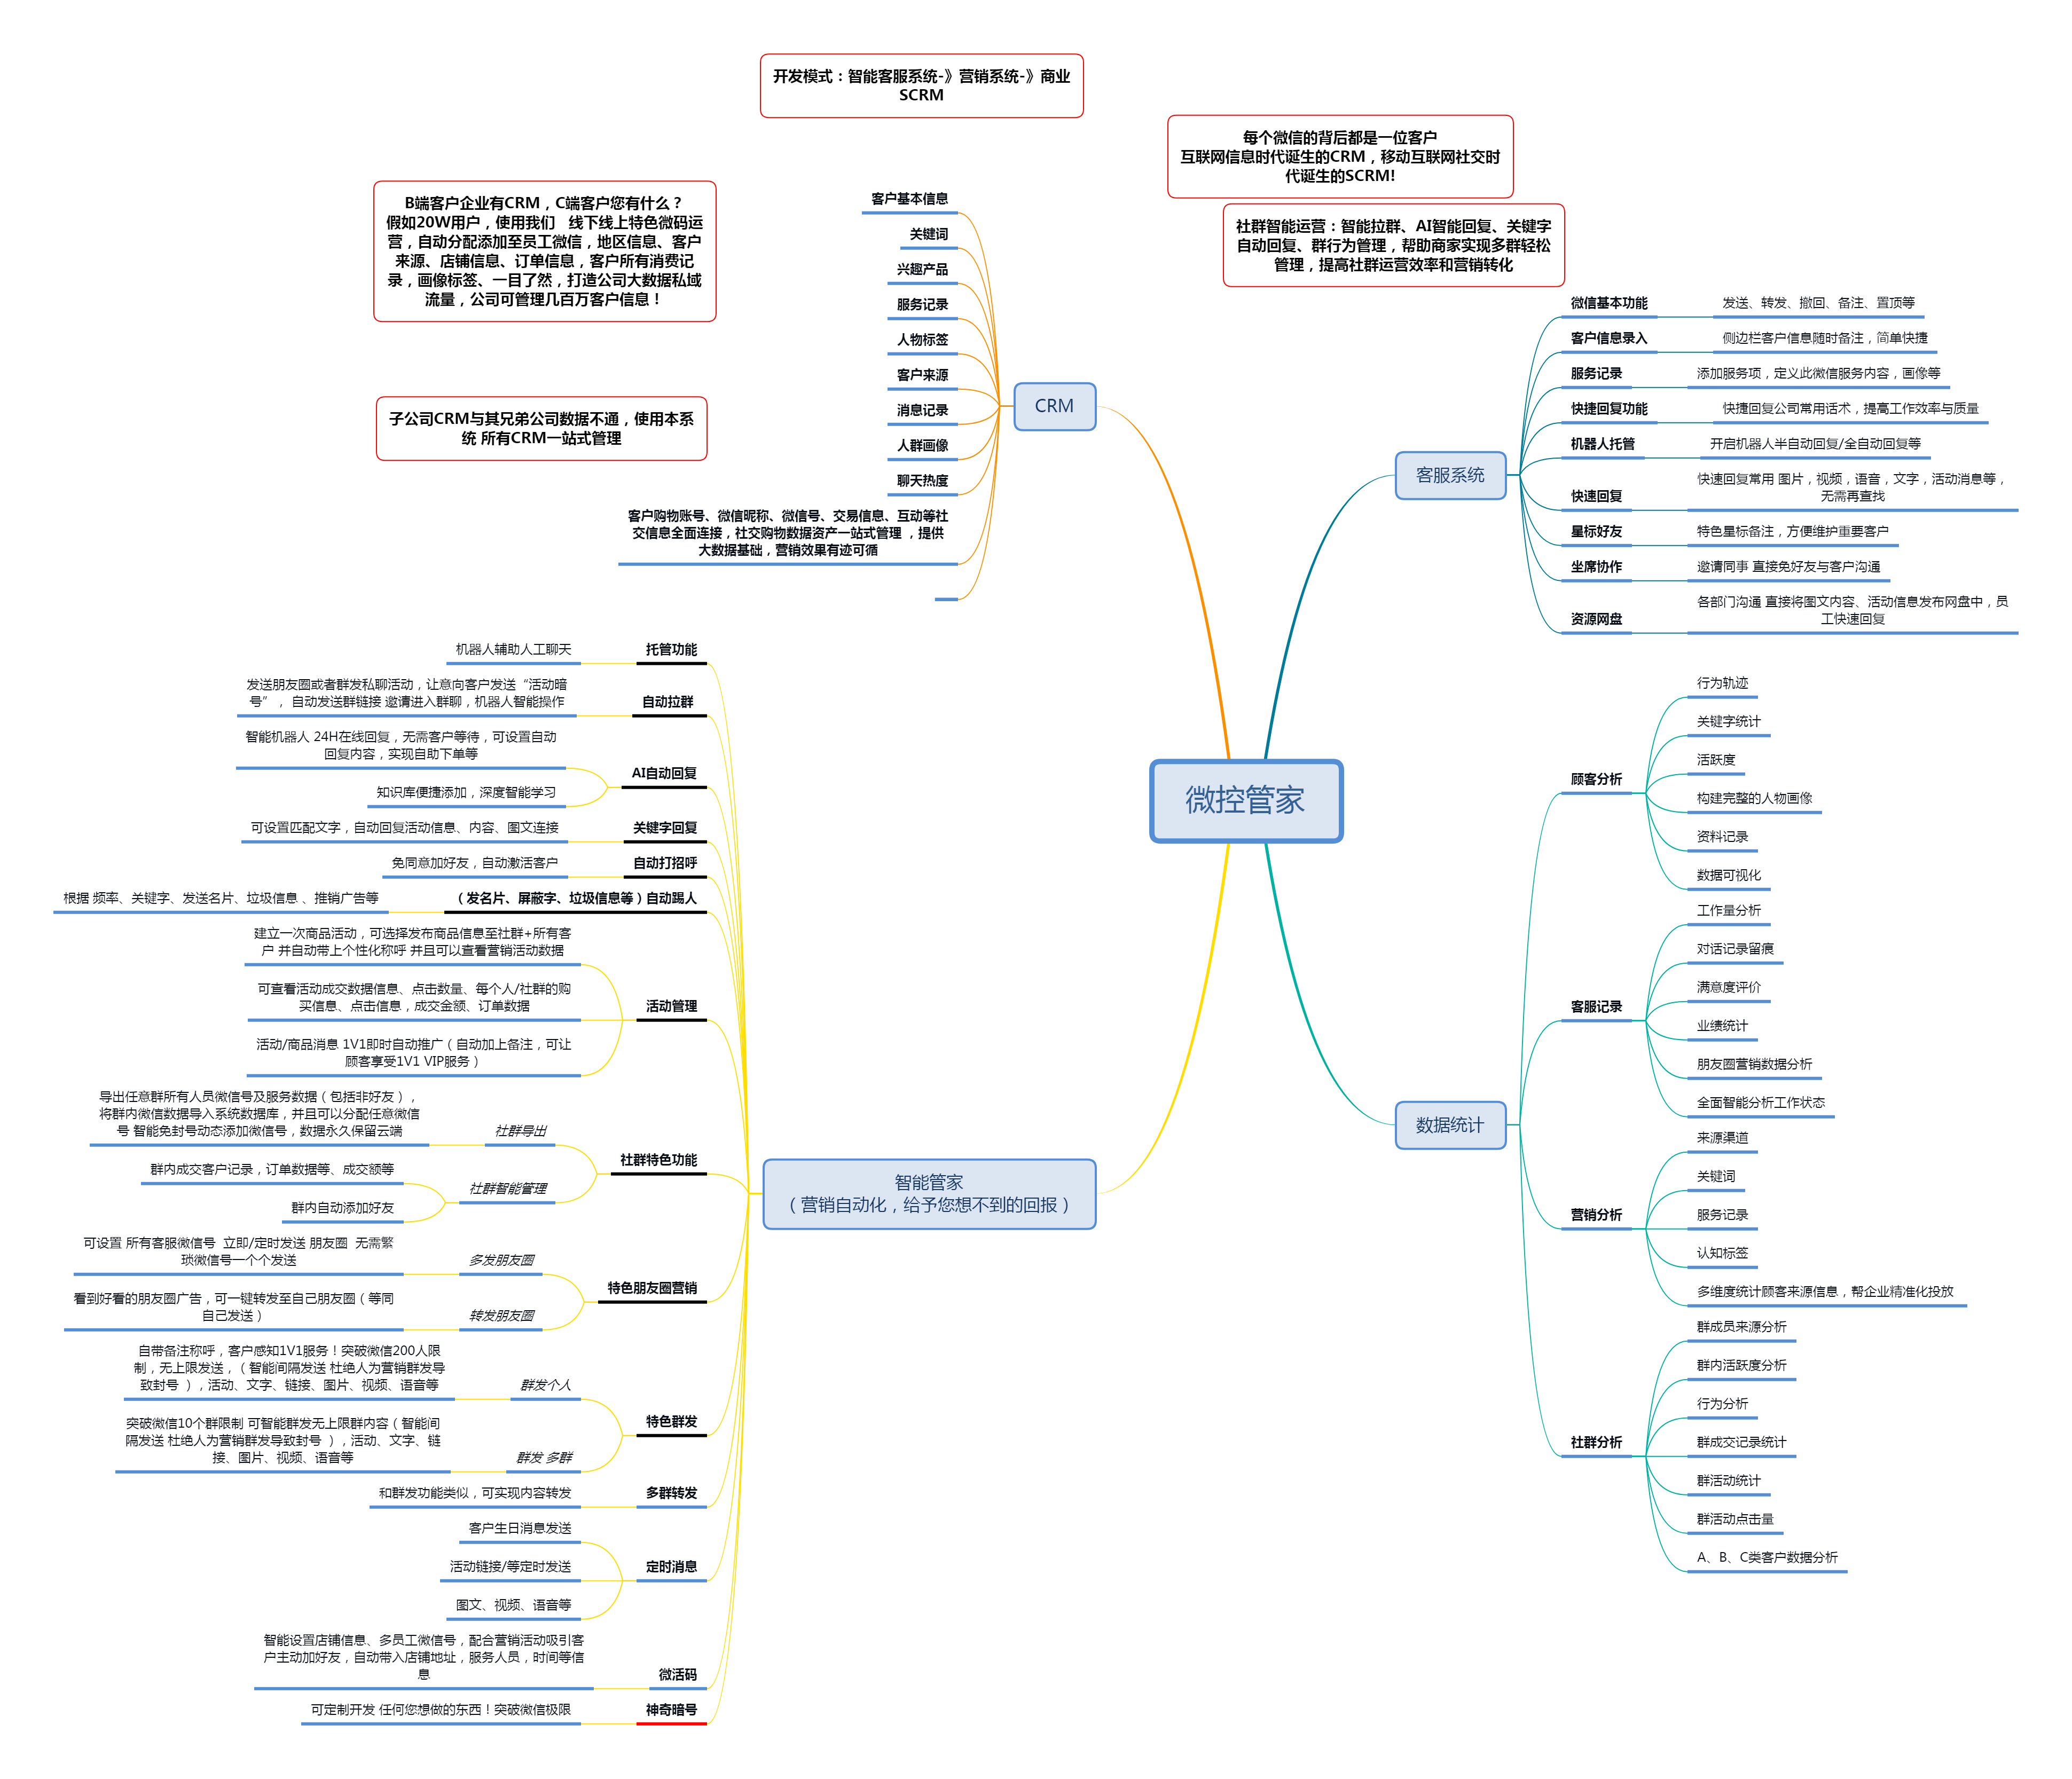 开发模式：智能客服系统-》营销系统-》商业
SCRM
每个微信的背后都是一位客户
互联网信息时代诞生的CRM，移动互联网社交时
代诞生的SCRM!
社群智能运营：智能拉群、AI智能回复、关键字
自动回复、群行为管理，帮助商家实现多群轻松
管理，提高社群运营效率和营销转化
B端客户企业有CRM，C端客户您有什么？
假如20W用户，使用我们 线下线上特色微码运
营，自动分配添加至员工微信，地区信息、客户
来源、店铺信息、订单信息，客户所有消费记
录，画像标签、一目了然，打造公司大数据私域
流量，公司可管理几百万客户信息！
子公司CRM与其兄弟公司数据不通，使用本系
统 所有CRM一站式管理
微控管家
CRM
客户基本信息
关键词
兴趣产品
服务记录
人物标签
客户来源
消息记录
人群画像
聊天热度
客户购物账号、微信昵称、微信号、交易信息、互动等社
交信息全面连接，社交购物数据资产一站式管理 ，提供
大数据基础，营销效果有迹可循
客服系统
微信基本功能
发送、转发、撤回、备注、置顶等
客户信息录入
侧边栏客户信息随时备注，简单快捷
服务记录
添加服务项，定义此微信服务内容，画像等
快捷回复功能
快捷回复公司常用话术，提高工作效率与质量
机器人托管
开启机器人半自动回复/全自动回复等
快速回复
快速回复常用 图片，视频，语音，文字，活动消息等，
无需再查找
星标好友
特色星标备注，方便维护重要客户
坐席协作
邀请同事 直接免好友与客户沟通
资源网盘
各部门沟通 直接将图文内容、活动信息发布网盘中，员
工快速回复
数据统计
顾客分析
行为轨迹
关键字统计
活跃度
构建完整的人物画像
资料记录
数据可视化
客服记录
工作量分析
对话记录留痕
满意度评价
业绩统计
朋友圈营销数据分析
全面智能分析工作状态
营销分析
来源渠道
关键词
服务记录
认知标签
多维度统计顾客来源信息，帮企业精准化投放
社群分析
群成员来源分析
群内活跃度分析
行为分析
群成交记录统计
群活动统计
群活动点击量
A、B、C类客户数据分析
智能管家
（营销自动化，给予您想不到的回报）
托管功能
机器人辅助人工聊天
自动拉群
发送朋友圈或者群发私聊活动，让意向客户发送“活动暗
号”，自动发送群链接 邀请进入群聊，机器人智能操作
AI自动回复
智能机器人 24H在线回复，无需客户等待，可设置自动
回复内容，实现自助下单等
知识库便捷添加，深度智能学习
关键字回复
可设置匹配文字，自动回复活动信息、内容、图文连接
自动打招呼
免同意加好友，自动激活客户
（发名片、屏蔽字、垃圾信息等）自动踢人
根据 频率、关键字、发送名片、垃圾信息 、推销广告等
活动管理
建立一次商品活动，可选择发布商品信息至社群+所有客
户 并自动带上个性化称呼 并且可以查看营销活动数据
可查看活动成交数据信息、点击数量、每个人/社群的购
买信息、点击信息，成交金额、订单数据
活动/商品消息 1V1即时自动推广（自动加上备注，可让
顾客享受1V1 VIP服务）
社群特色功能
社群导出
导出任意群所有人员微信号及服务数据（包括非好友），
将群内微信数据导入系统数据库，并且可以分配任意微信
号 智能免封号动态添加微信号，数据永久保留云端
社群智能管理
群内成交客户记录，订单数据等、成交额等
群内自动添加好友
特色朋友圈营销
多发朋友圈
可设置 所有客服微信号 立即/定时发送 朋友圈 无需繁
琐微信号一个个发送
转发朋友圈
看到好看的朋友圈广告，可一键转发至自己朋友圈（等同
自己发送）
特色群发
群发个人
自带备注称呼，客户感知1V1服务！突破微信200人限
制，无上限发送，（智能间隔发送 杜绝人为营销群发导
致封号 ），活动、文字、链接、图片、视频、语音等
群发 多群
突破微信10个群限制 可智能群发无上限群内容（智能间
隔发送 杜绝人为营销群发导致封号 ），活动、文字、链
接、图片、视频、语音等
多群转发
和群发功能类似，可实现内容转发
定时消息
客户生日消息发送
活动链接/等定时发送
图文、视频、语音等
微活码
智能设置店铺信息、多员工微信号，配合营销活动吸引客
户主动加好友，自动带入店铺地址，服务人员，时间等信
息
神奇暗号
可定制开发 任何您想做的东西！突破微信极限